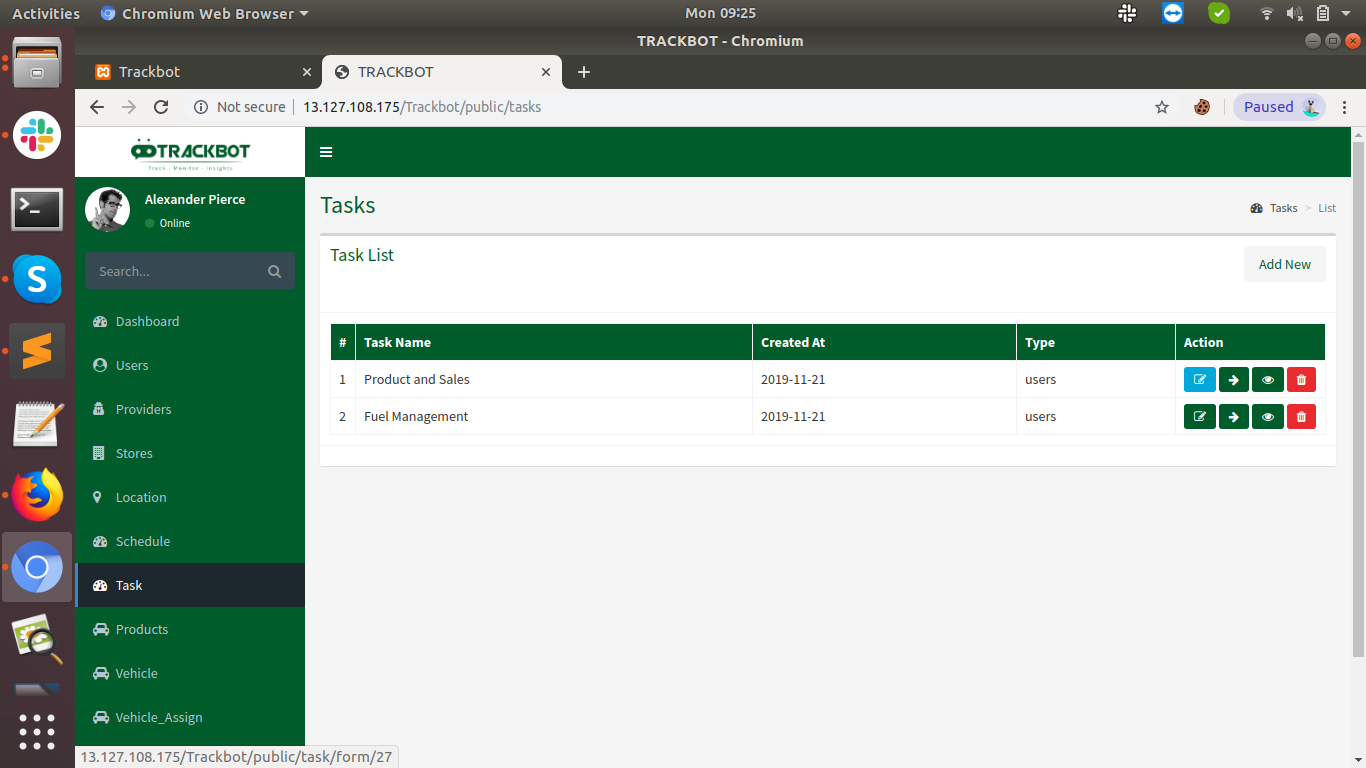 Activities Chromium Web Browser Mon 09:25
TRACKBOT - Chromium
Trackbot TRACKBOT
Not secure 13.127.108.175/Trackbot/public/tasks Paused
TRACKBOT
Track - Monitor - Insights
Alexander Pierce
Online
Search...
Dashboard
Users
Providers
Stores
Location
Schedule
Task
Products
Vehicle
Vehicle_Assign
Tasks
Tasks > List
Task List
Add New
# Task Name Created At Type Action
1 Product and Sales 2019-11-21 users
2 Fuel Management 2019-11-21 users
13.127.108.175/Trackbot/public/task/form/27